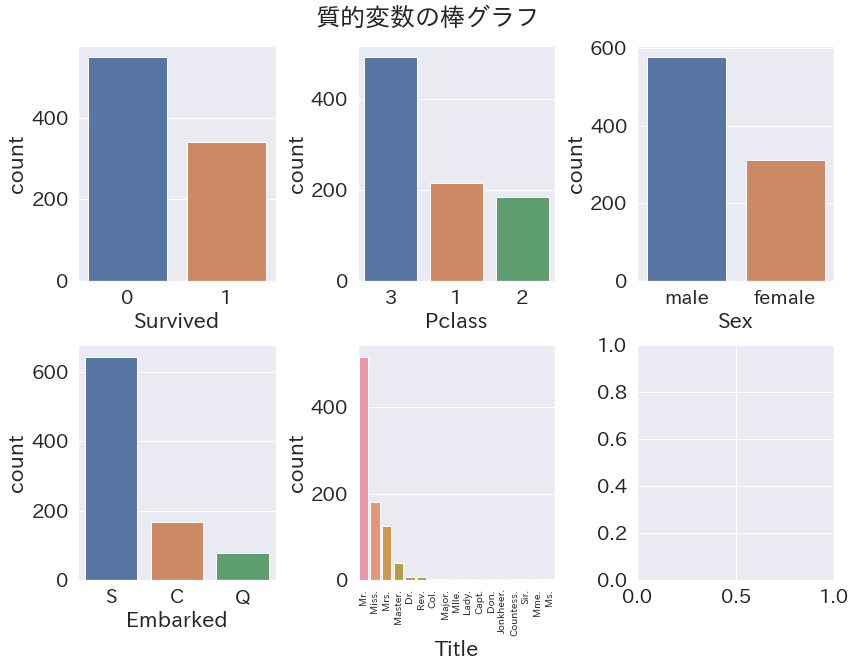 質的変数の棒グラフ
count
400
200
0
0 1
Survived
count
400
200
0
3 1 2
Pclass
count
600
400
200
0
male female
Sex
count
600
400
200
0
S C Q
Embarked
count
400
200
0
Mr. Miss. Mrs. Master. Dr. Rev. Col. Major. Mlle. Lady. Capt. Don. Jonkheer. Countess. Sir. Mme. Ms.
Title
1.0
0.8
0.6
0.4
0.2
0.0
0.0 0.5 1.0